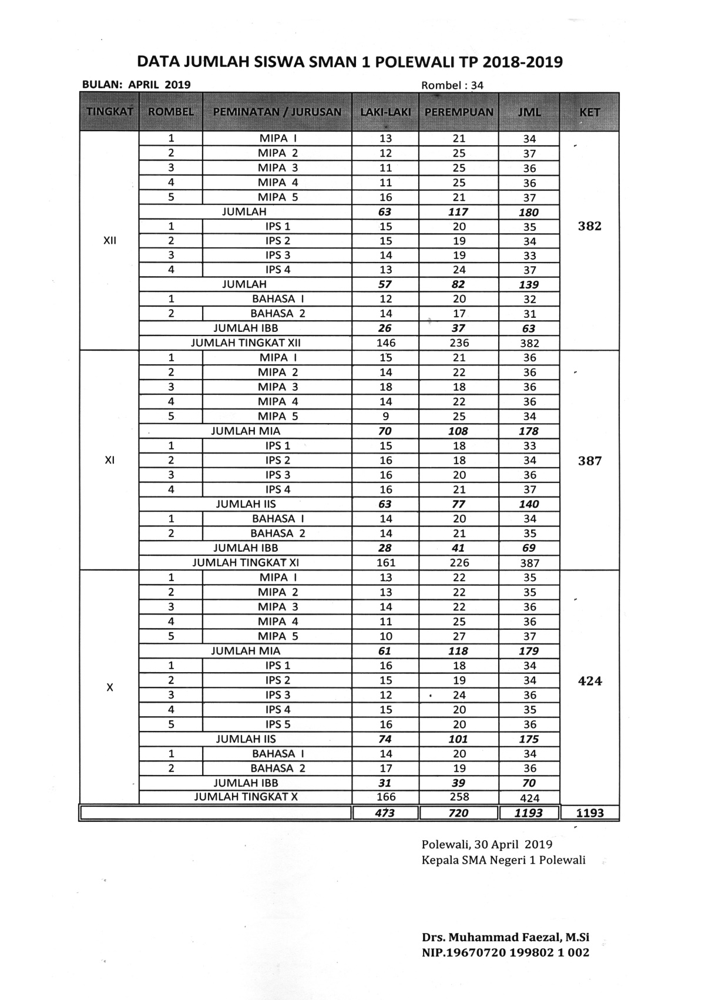 DATA JUMLAH SISWA SMAN 1 POLEWALI TP 2018-2019
BULAN: APRIL 2019 Rombel : 34
TINGKAT ROMBEL PEMINATAN / JURUSAN LAKI-LAKI PEREMPUAN JML KET
1 MIPA I 13 21 34
2 MIPA 2 12 25 37
3 MIPA 3 11 25 36
4 MIPA 4 11 25 36
5 MIPA 5 16 21 37
JUMLAH 63 117 180
1 IPS 1 15 20 35 382
XII 2 IPS 2 15 19 34
3 IPS 3 14 19 33
4 IPS 4 13 24 37
JUMLAH 57 82 139
1 BAHASA I 12 20 32
2 BAHASA 2 14 17 31
JUMLAH IBB 26 37 63
JUMLAH TINGKAT XII 146 236 382
1 MIPA I 15 21 36
2 MIPA 2 14 22 36
3 MIPA 3 18 18 36
4 MIPA 4 14 22 36
5 MIPA 5 9 25 34
JUMLAH MIA 70 108 178
1 IPS 1 15 18 33
XI 2 IPS 2 16 18 34 387
3 IPS 3 16 20 36
4 IPS 4 16 21 37
JUMLAH IIS 63 77 140
1 BAHASA I 14 20 34
2 BAHASA 2 14 21 35
JUMLAH IBB 28 41 69
JUMLAH TINGKAT XI 161 226 387
1 MIPA I 13 22 35
2 MIPA 2 13 22 35
3 MIPA 3 14 22 36
4 MIPA 4 11 25 36
5 MIPA 5 10 27 37
JUMLAH MIA 61 118 179
1 IPS 1 16 18 34
X 2 IPS 2 15 19 34 424
3 IPS 3 12 24 36
4 IPS 4 15 20 35
5 IPS 5 16 20 36
JUMLAH IIS 74 101 175
1 BAHASA I 14 20 34
2 BAHASA 2 17 19 36
JUMLAH IBB 31 39 70
JUMLAH TINGKAT X 166 258 424
473 720 1193 1193
Polewali, 30 April 2019
Kepala SMA Negeri 1 Polewali
Drs. Muhammad Faezal, M.Si
NIP.19670720 199802 1 002